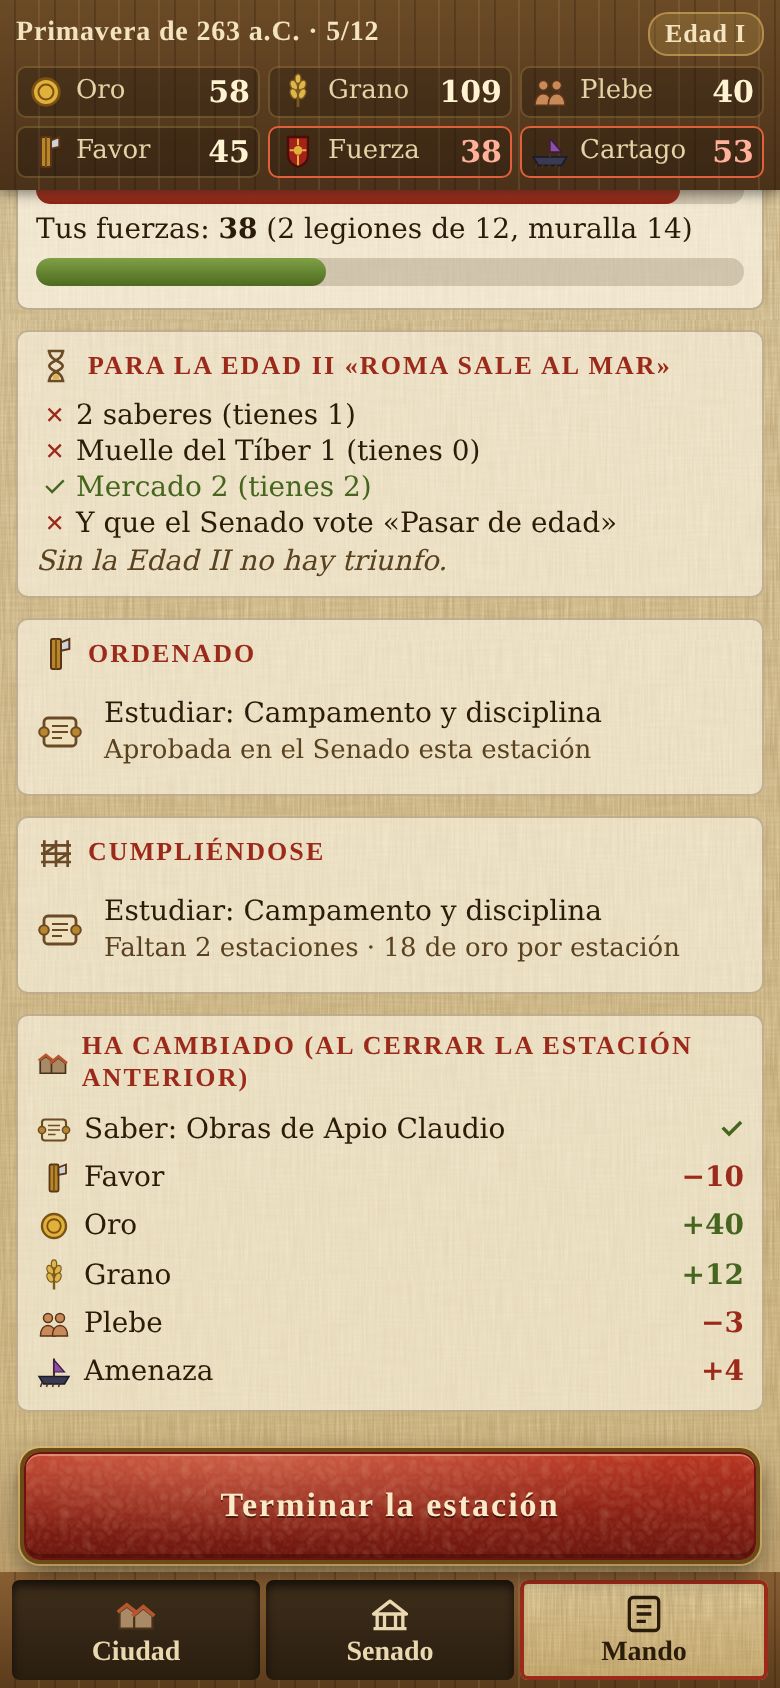 Primavera de 263 a.C. · 5/12
Edad I
Oro 58
Grano 109
Plebe 40
Favor 45
Fuerza 38
Cartago 53
Tus fuerzas: 38 (2 legiones de 12, muralla 14)
PARA LA EDAD II «ROMA SALE AL MAR»
✕ 2 saberes (tienes 1)
✕ Muelle del Tíber 1 (tienes 0)
✓ Mercado 2 (tienes 2)
✕ Y que el Senado vote «Pasar de edad»
Sin la Edad II no hay triunfo.
ORDENADO
Estudiar: Campamento y disciplina
Aprobada en el Senado esta estación
CUMPLIÉNDOSE
Estudiar: Campamento y disciplina
Faltan 2 estaciones · 18 de oro por estación
HA CAMBIADO (AL CERRAR LA ESTACIÓN
ANTERIOR)
Saber: Obras de Apio Claudio ✓
Favor −10
Oro +40
Grano +12
Plebe −3
Amenaza +4
Terminar la estación
Ciudad
Senado
Mando